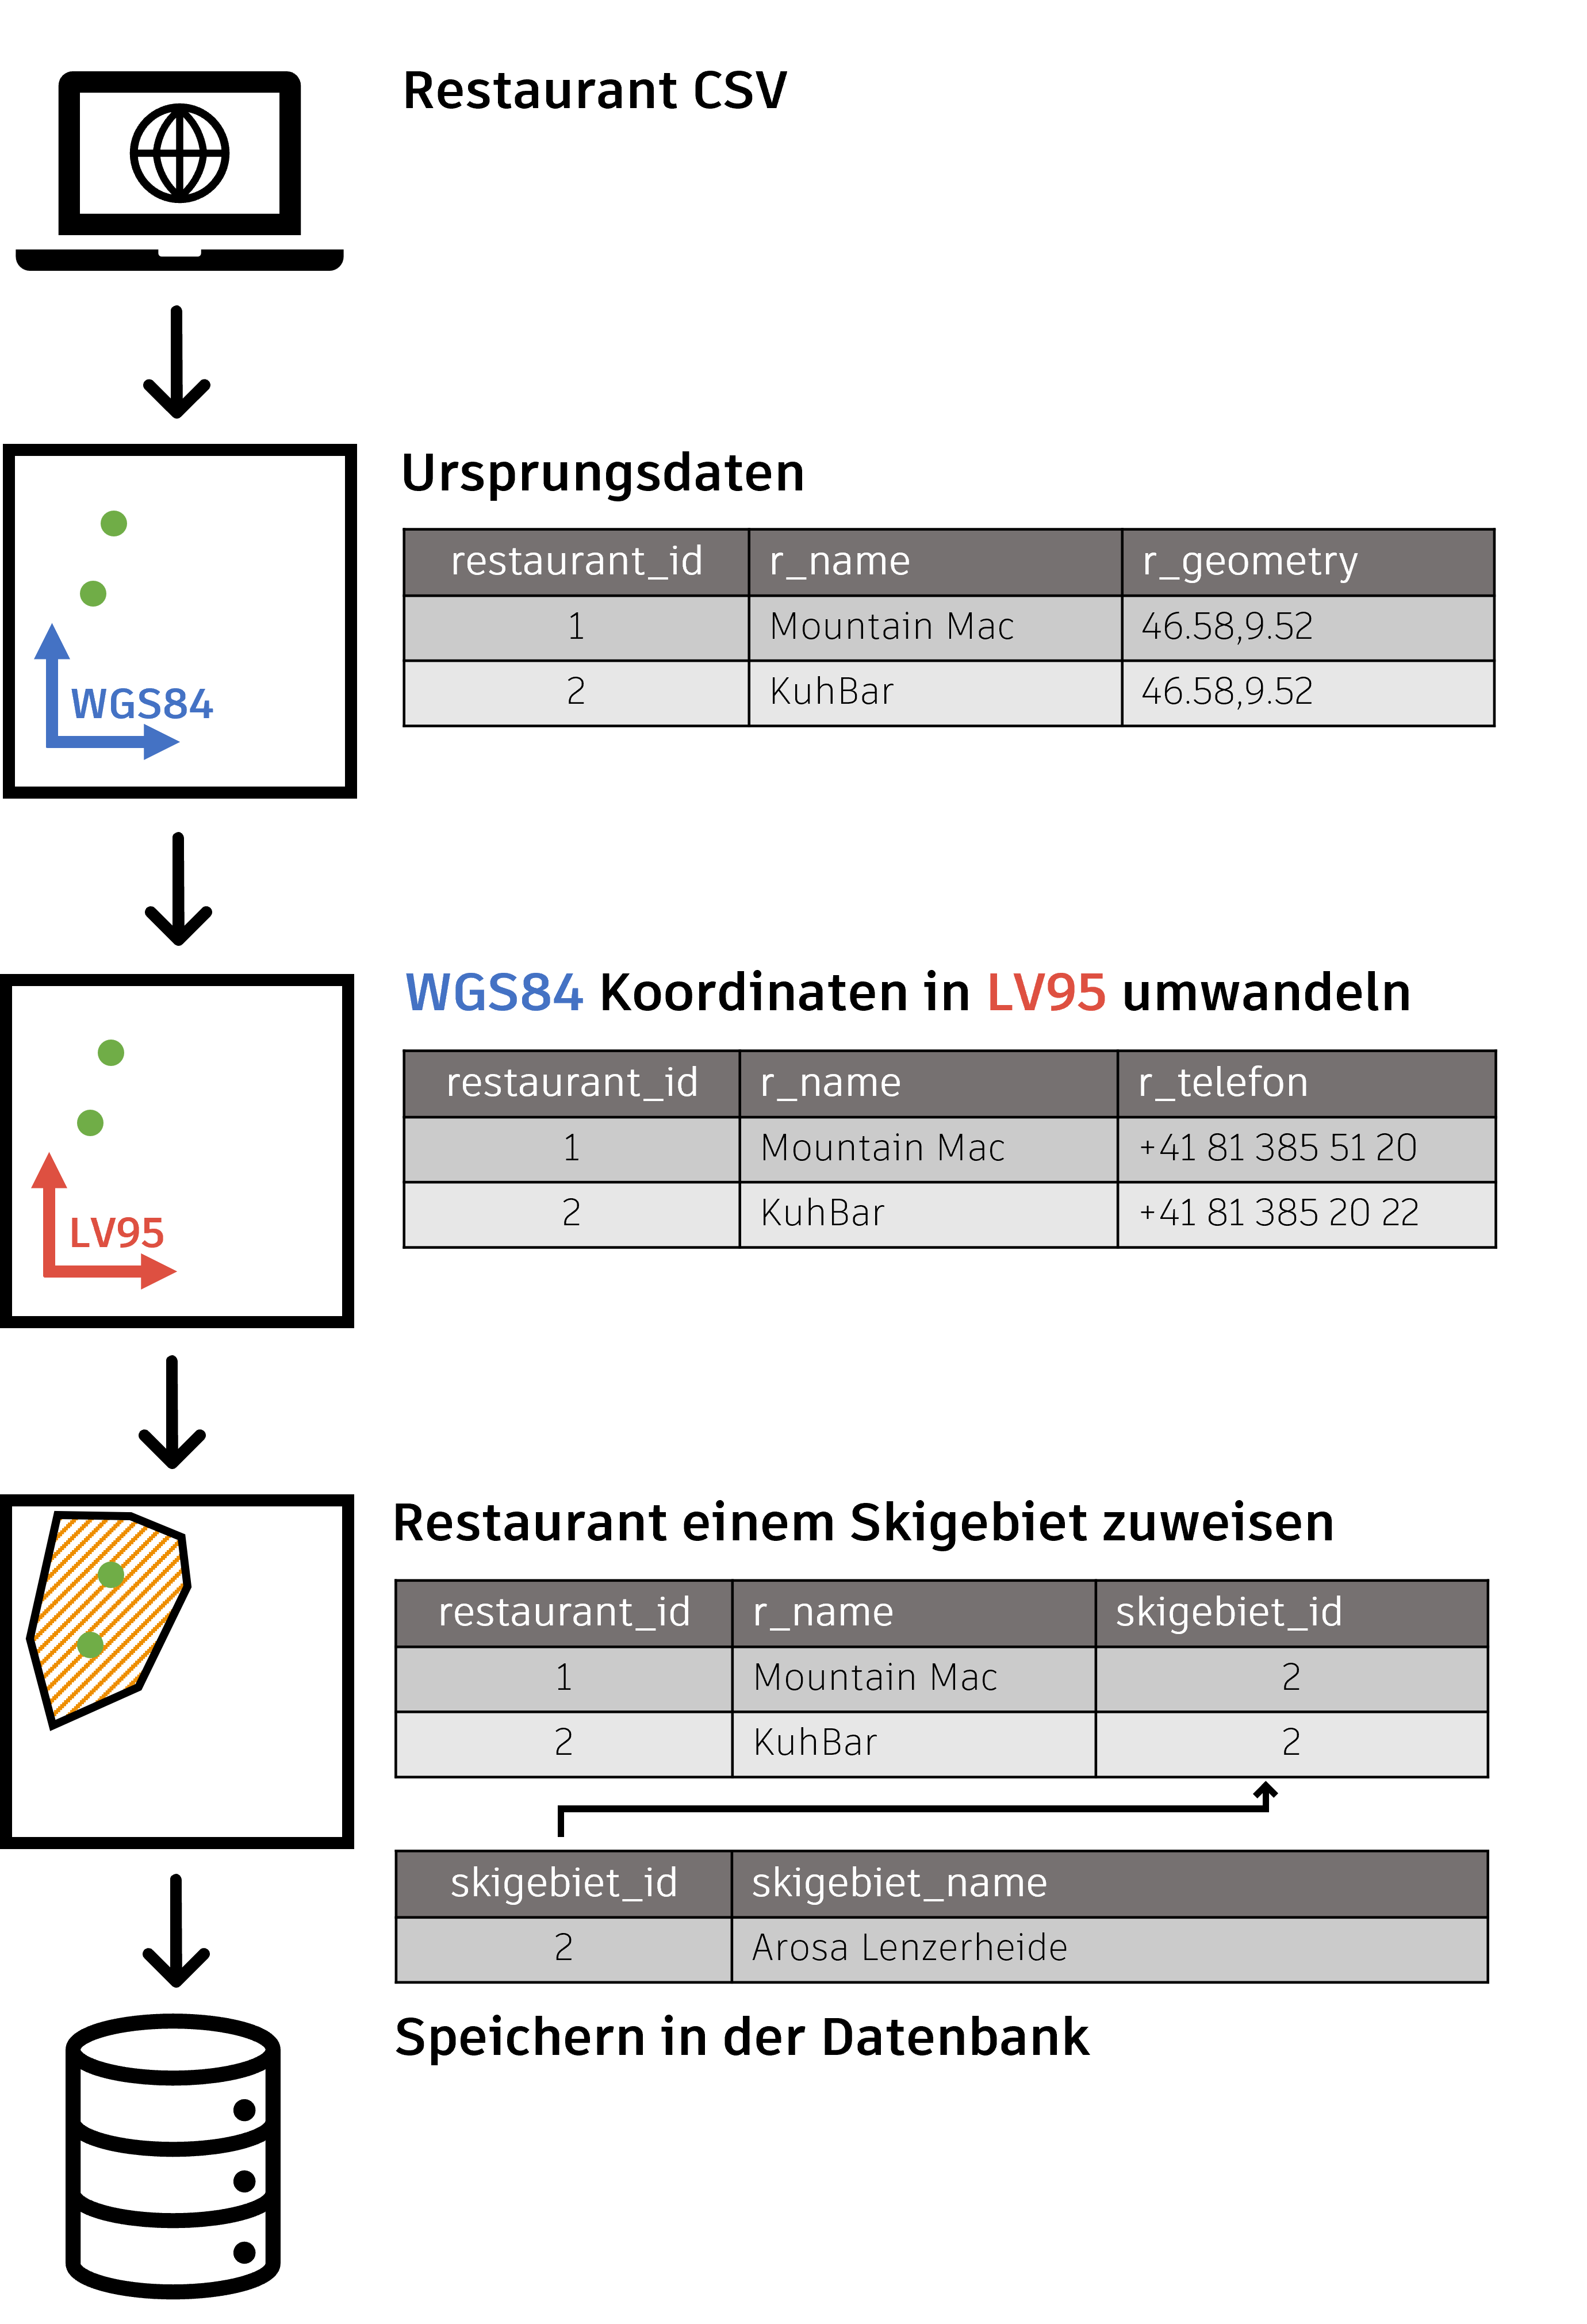 Restaurant CSV
Ursprungsdaten
restaurant_id r_name r_geometry
1 Mountain Mac 46.58,9.52
2 KuhBar 46.58,9.52
WGS84
WGS84 Koordinaten in LV95 umwandeln
restaurant_id r_name r_telefon
1 Mountain Mac +41 81 385 51 20
2 KuhBar +41 81 385 20 22
LV95
Restaurant einem Skigebiet zuweisen
restaurant_id r_name skigebiet_id
1 Mountain Mac 2
2 KuhBar 2
skigebiet_id skigebiet_name
2 Arosa Lenzerheide
Speichern in der Datenbank